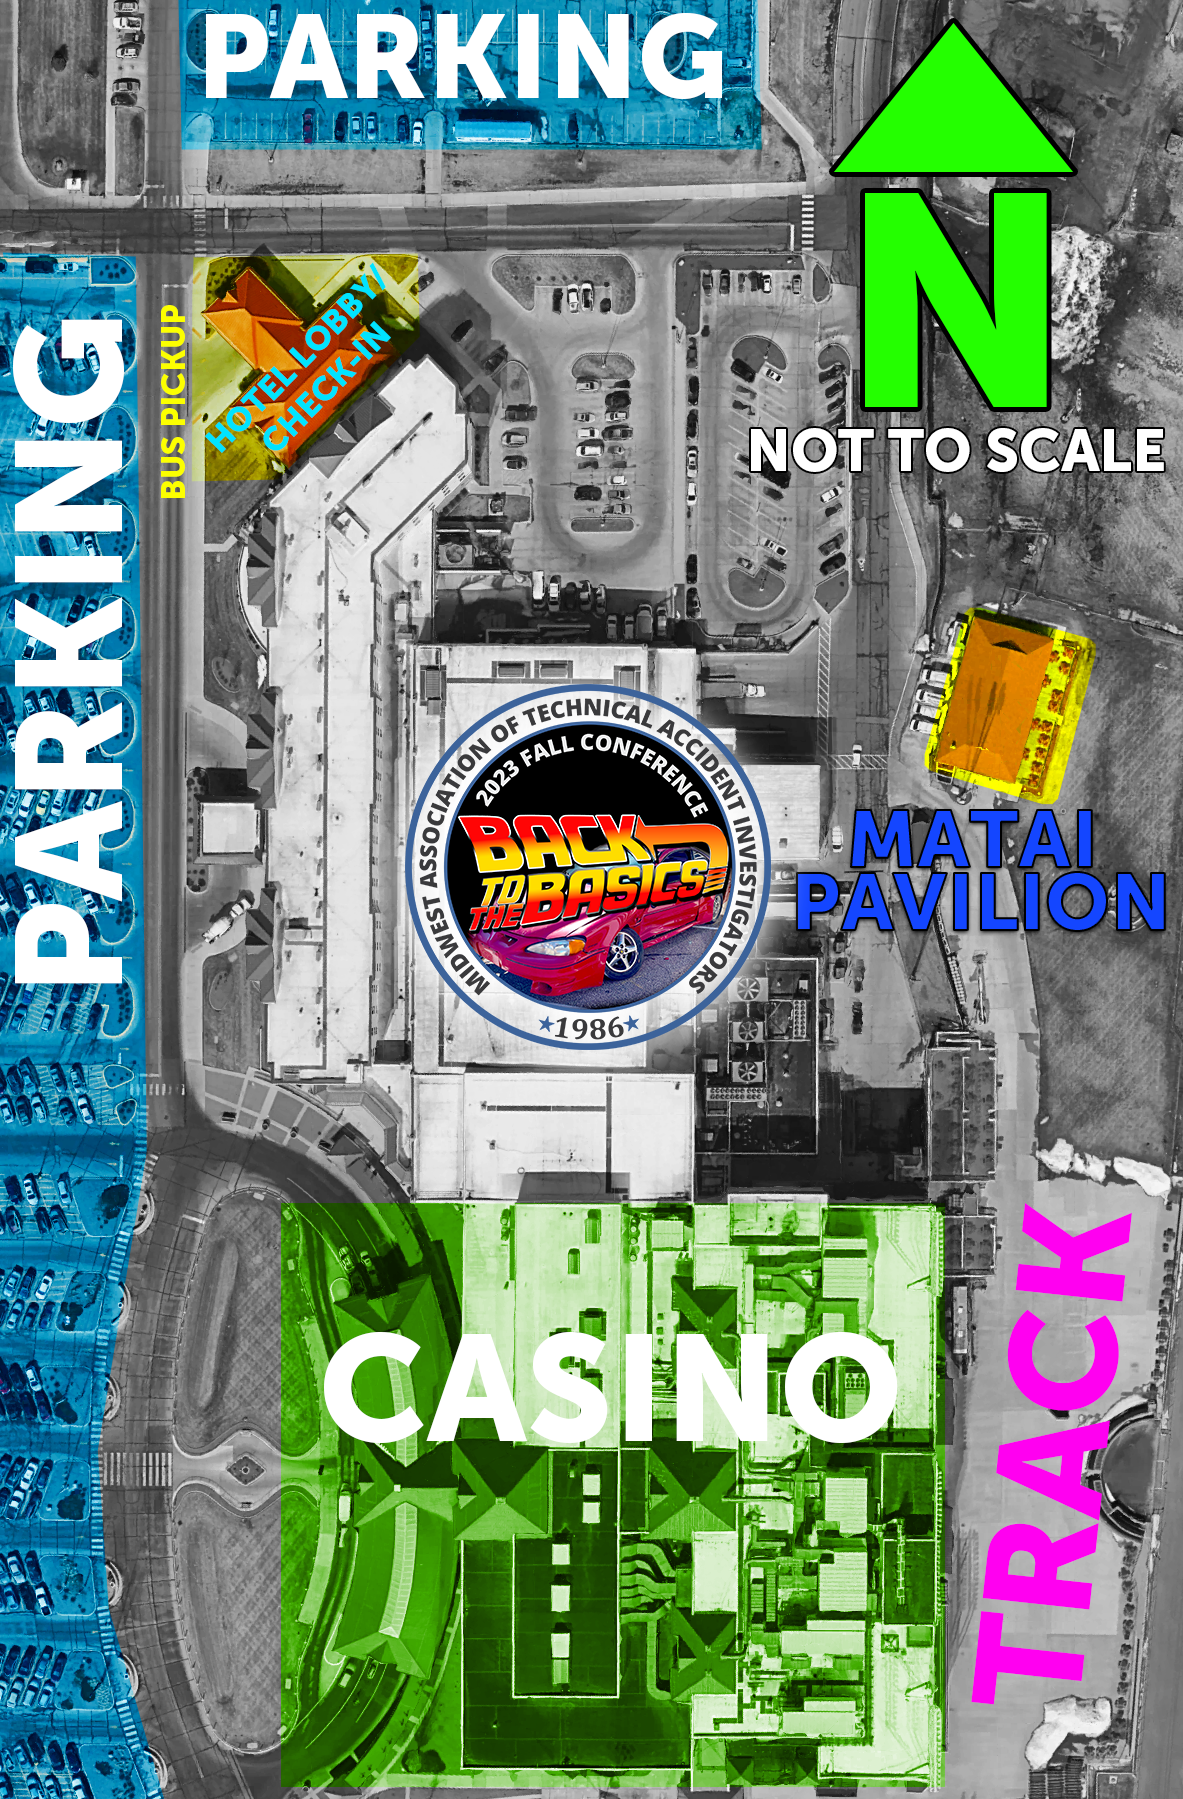 PARKING
N
NOT TO SCALE
PARKING
BUS PICKUP
HOTEL LOBBY/
CHECK-IN
MIDWEST ASSOCIATION OF TECHNICAL ACCIDENT INVESTIGATORS
2023 FALL CONFERENCE
BACK
TO THE BASICS
★1986★
MATAI
PAVILION
CASINO
TRACK